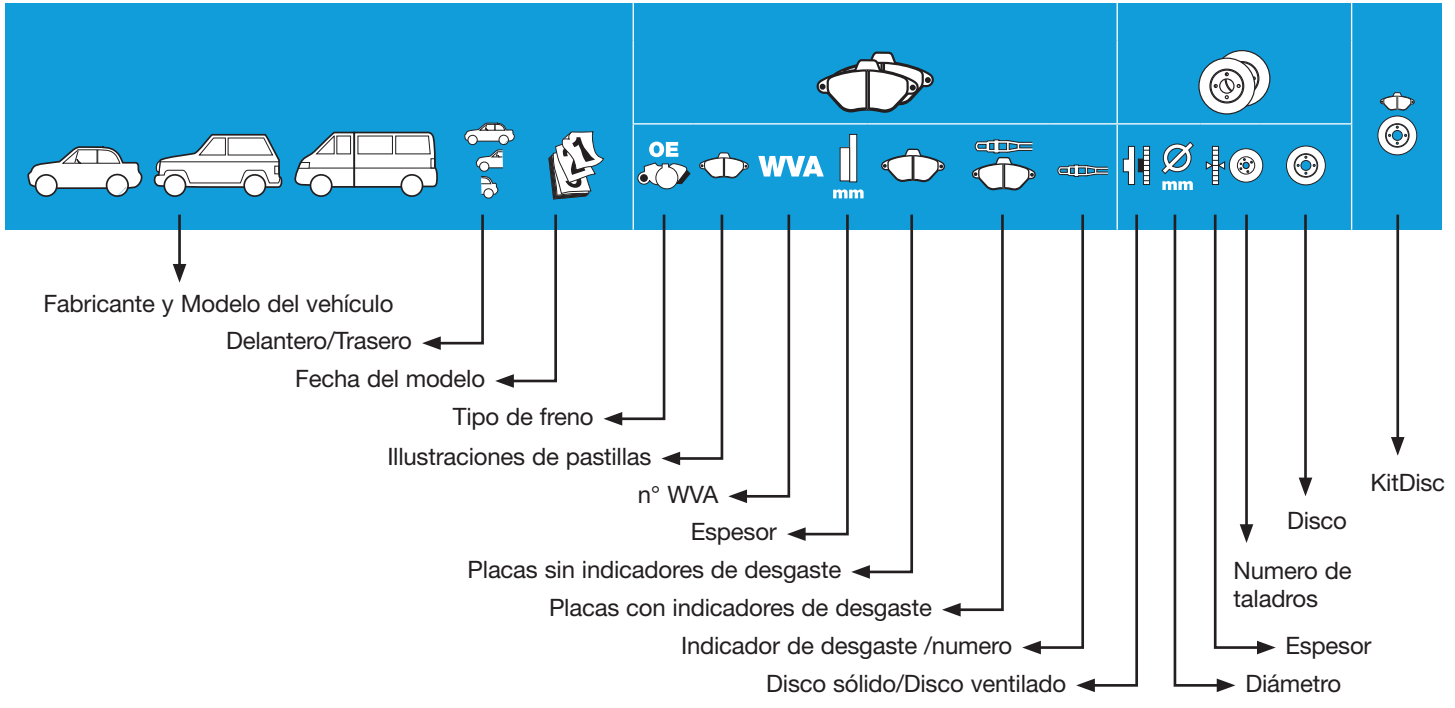 OE
WVA
mm
mm
21
Fabricante y Modelo del vehículo
Delantero/Trasero
Fecha del modelo
Tipo de freno
Illustraciones de pastillas
n° WVA
Espesor
Placas sin indicadores de desgaste
Placas con indicadores de desgaste
Indicador de desgaste /numero
Disco sólido/Disco ventilado
KitDisc
Disco
Numero de
taladros
Espesor
Diámetro